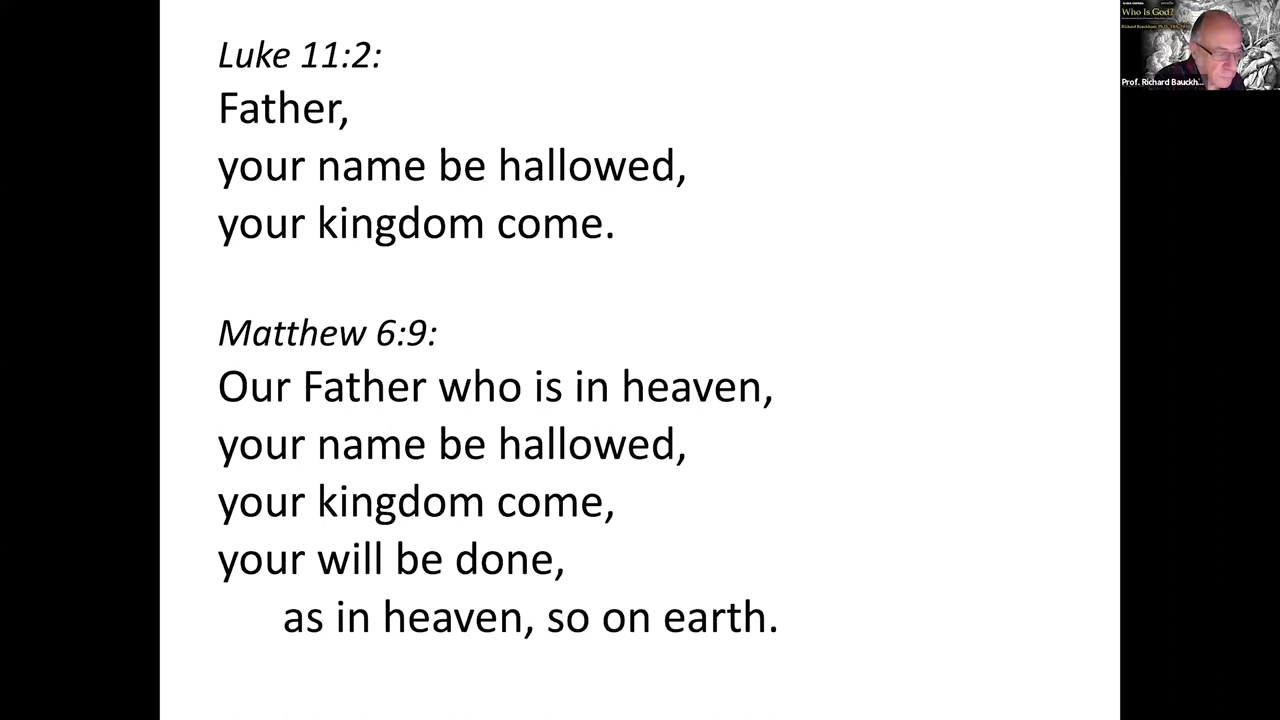 Luke 11:2:
Father,
your name be hallowed,
your kingdom come.
Matthew 6:9:
Our Father who is in heaven,
your name be hallowed,
your kingdom come,
your will be done,
as in heaven, so on earth.
Who Is God?
Prof. Richard Bauckh...